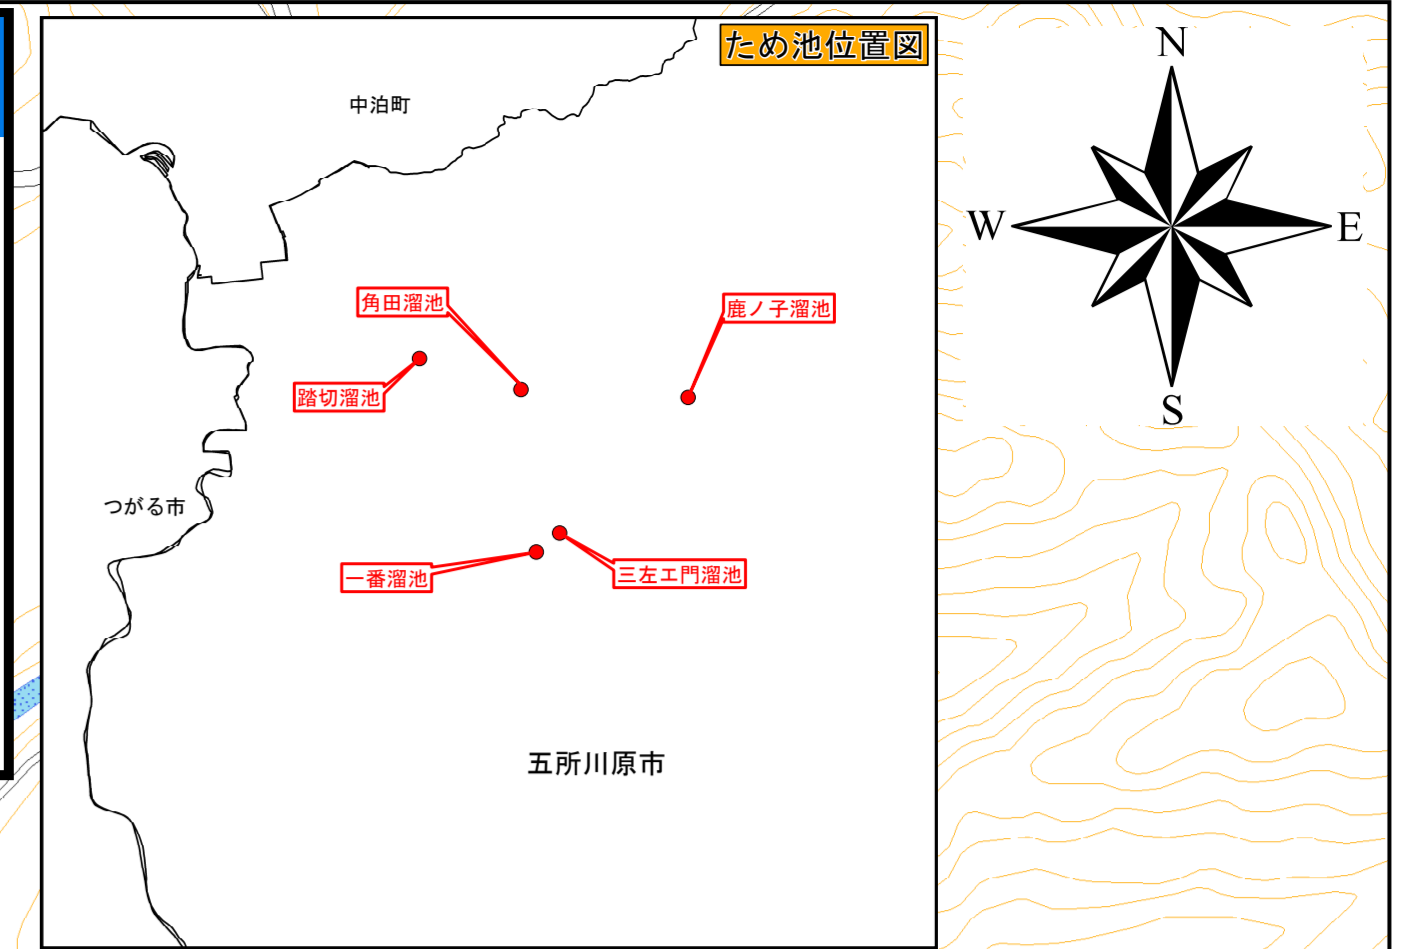 ため池位置図
N
中泊町
W
E
角田溜池
鹿ノ子溜池
踏切溜池
S
つがる市
一番溜池
三左エ門溜池
五所川原市